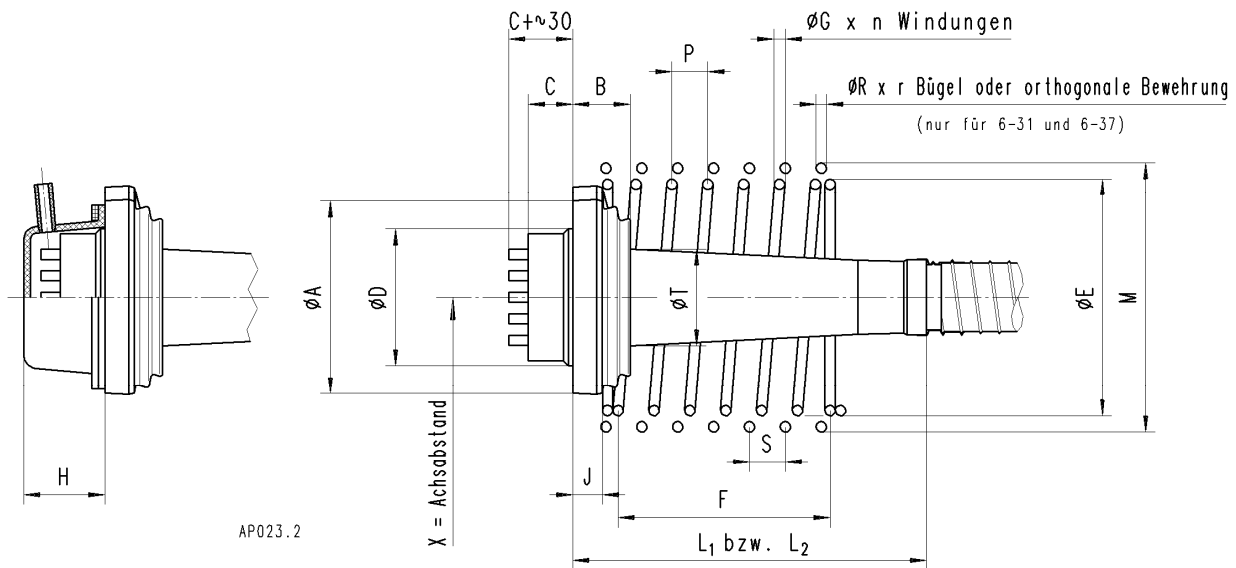 C+~30
ØG x n Windungen
P
C
B
ØR x r Bügel oder orthogonale Bewehrung
(nur für 6-31 und 6-37)
ØA
ØD
ØT
ØE
M
X = Achsabstand
S
H
J
F
AP023.2
L₁ bzw. L₂